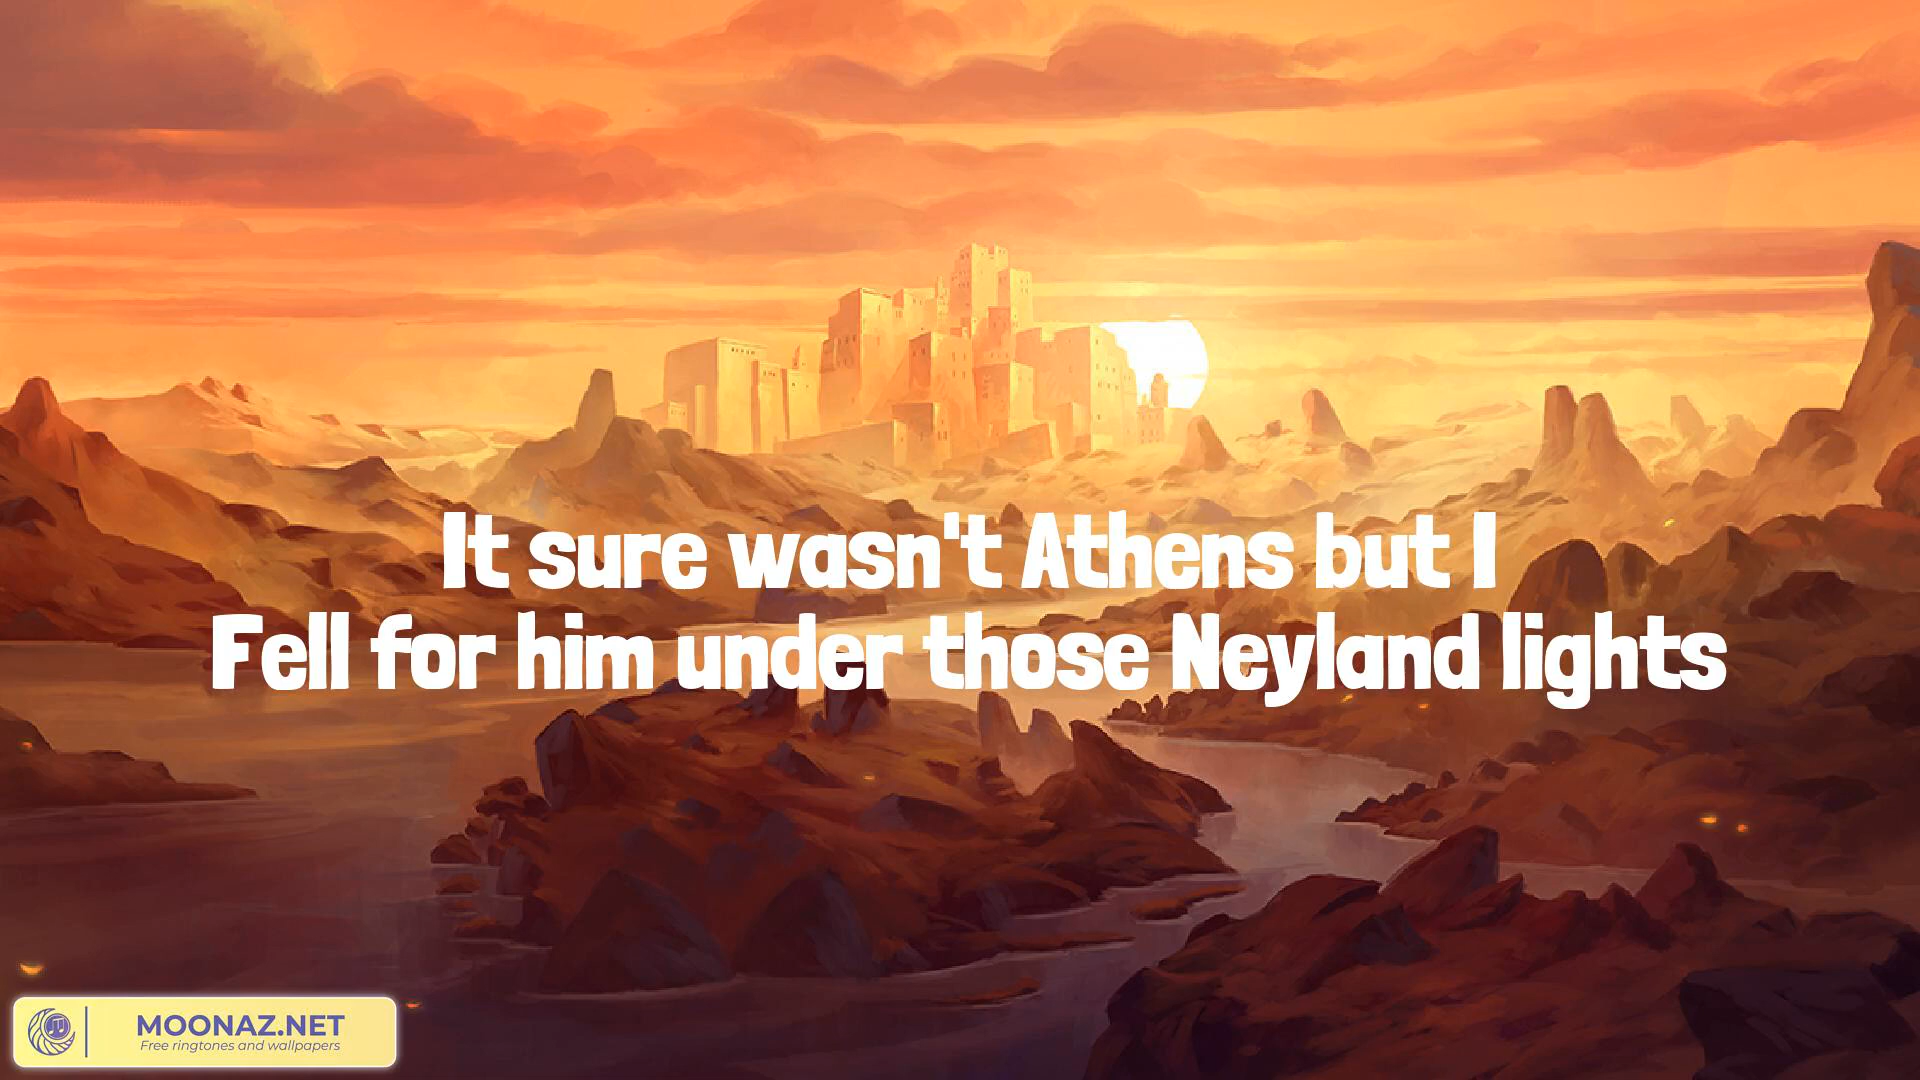 It sure wasn't Athens but I
Fell for him under those Neyland lights
MOONAZ.NET
Free ringtones and wallpapers